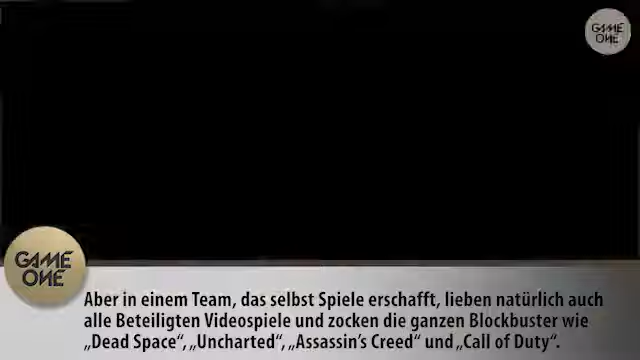 GAME
ONE
GAME
ONE
Aber in einem Team, das selbst Spiele erschafft, lieben natürlich auch
alle Beteiligten Videospiele und zocken die ganzen Blockbuster wie
„Dead Space“, „Uncharted“, „Assassin’s Creed“ und „Call of Duty“.